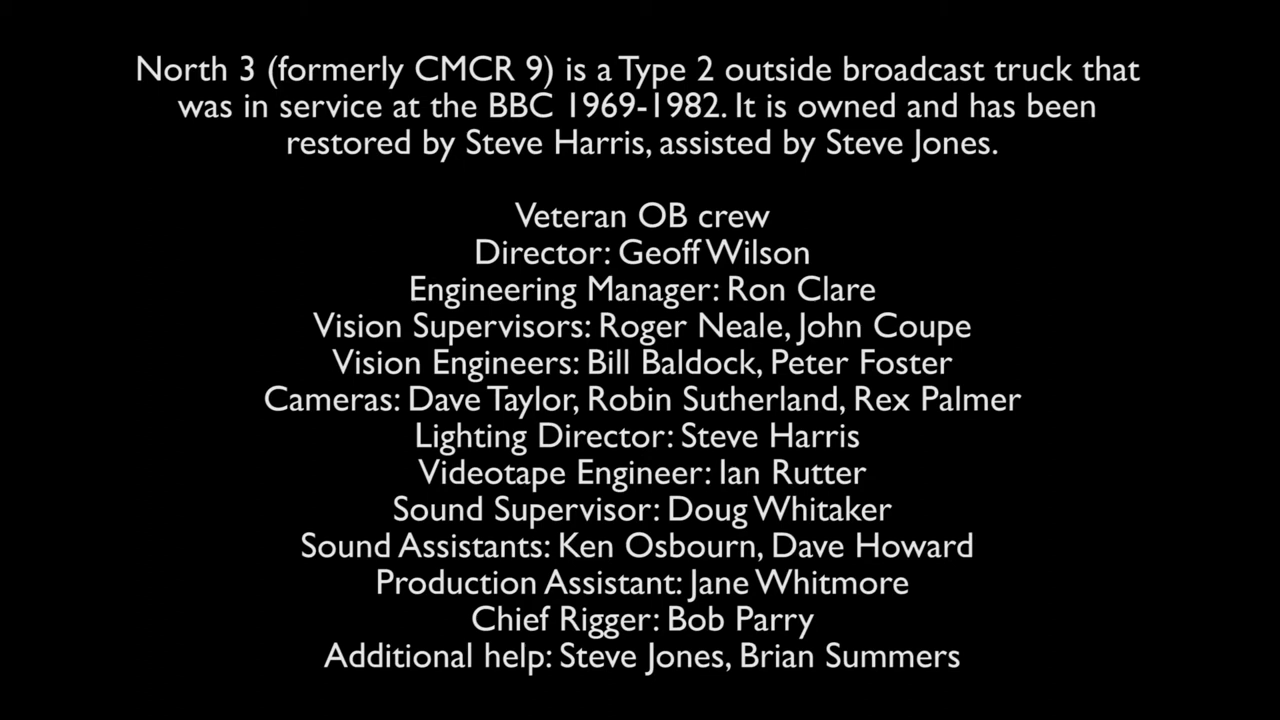 North 3 (formerly CMCR 9) is a Type 2 outside broadcast truck that
was in service at the BBC 1969-1982. It is owned and has been
restored by Steve Harris, assisted by Steve Jones.
Veteran OB crew
Director: Geoff Wilson
Engineering Manager: Ron Clare
Vision Supervisors: Roger Neale, John Coupe
Vision Engineers: Bill Baldock, Peter Foster
Cameras: Dave Taylor, Robin Sutherland, Rex Palmer
Lighting Director: Steve Harris
Videotape Engineer: Ian Rutter
Sound Supervisor: Doug Whitaker
Sound Assistants: Ken Osbourn, Dave Howard
Production Assistant: Jane Whitmore
Chief Rigger: Bob Parry
Additional help: Steve Jones, Brian Summers